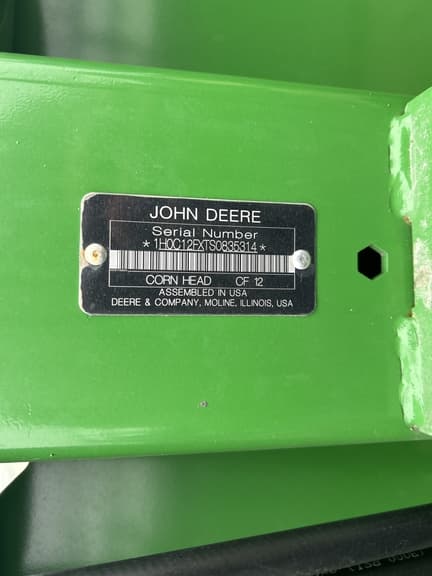 JOHN DEERE
Serial Number
*1H0C12FXTS0835314*
CORN HEAD CF 12
ASSEMBLED IN USA
DEERE & COMPANY, MOLINE, ILLINOIS, USA